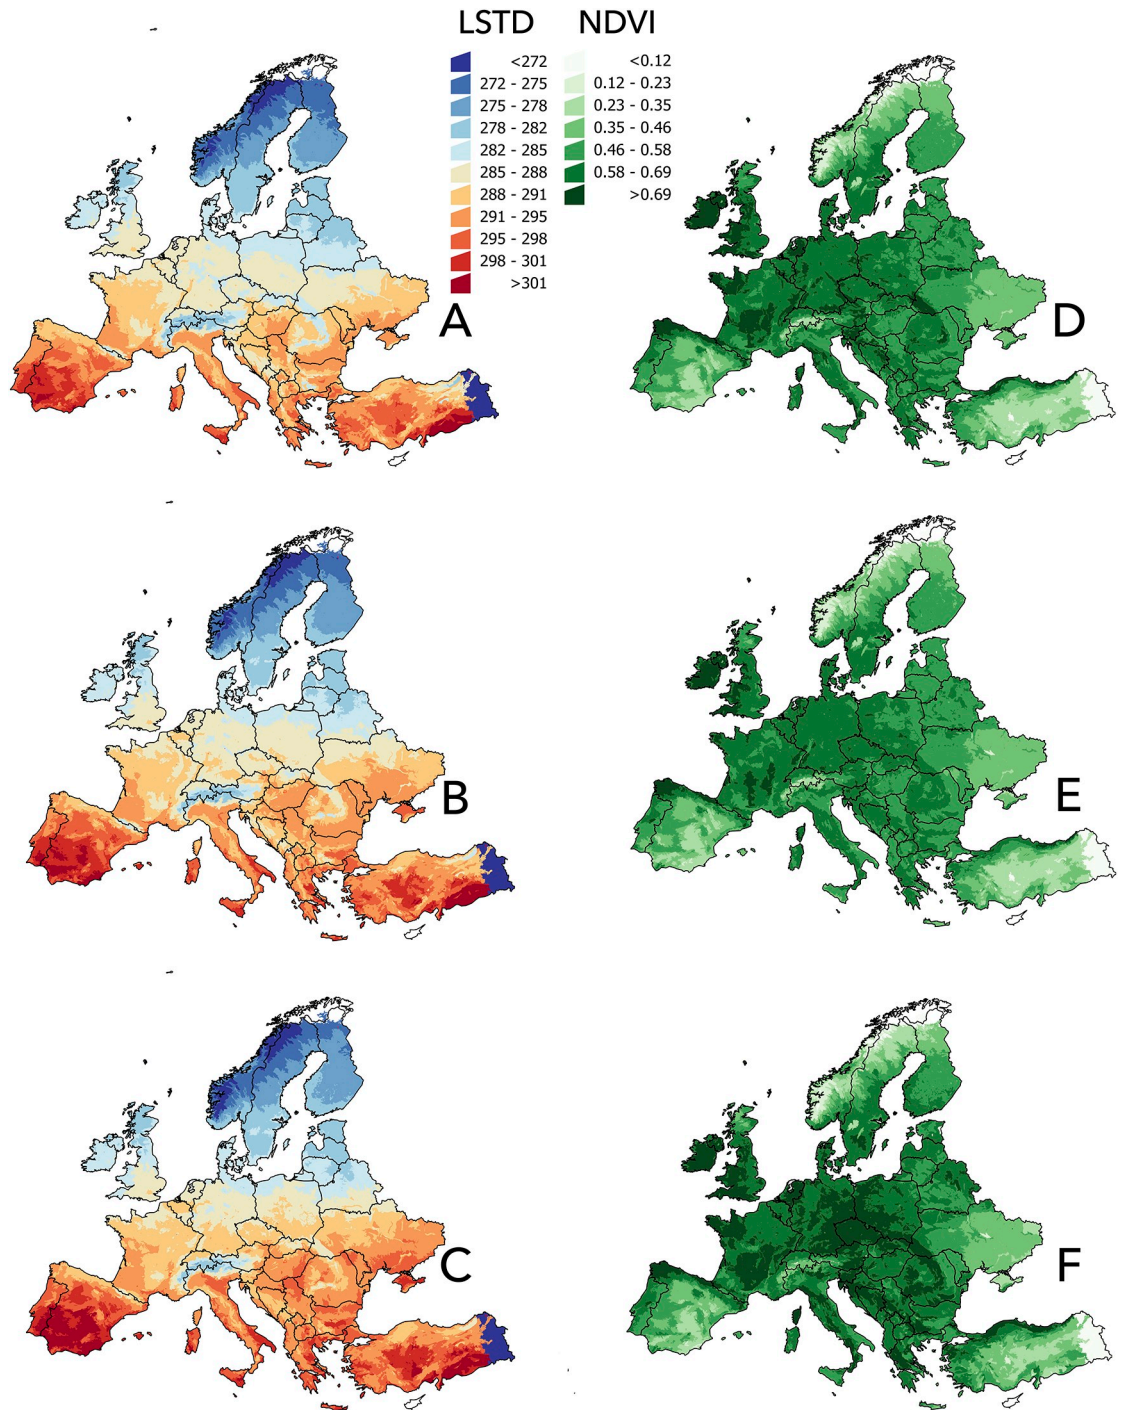 LSTD NDVI
<272 <0.12
272 - 275 0.12 - 0.23
275 - 278 0.23 - 0.35
278 - 282 0.35 - 0.46
282 - 285 0.46 - 0.58
285 - 288 0.58 - 0.69
288 - 291 >0.69
291 - 295
295 - 298
298 - 301
>301
A D
B E
C F